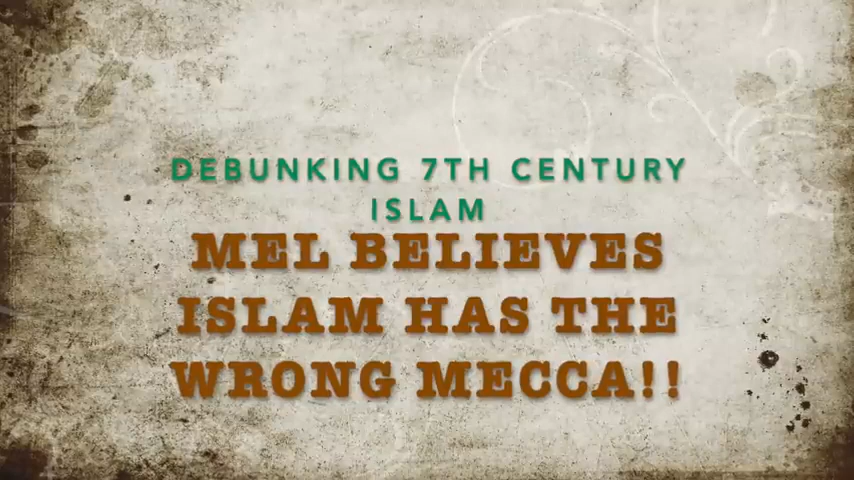 DEBUNKING 7TH CENTURY
ISLAM
MEL BELIEVES
ISLAM HAS THE
WRONG MECCA!!